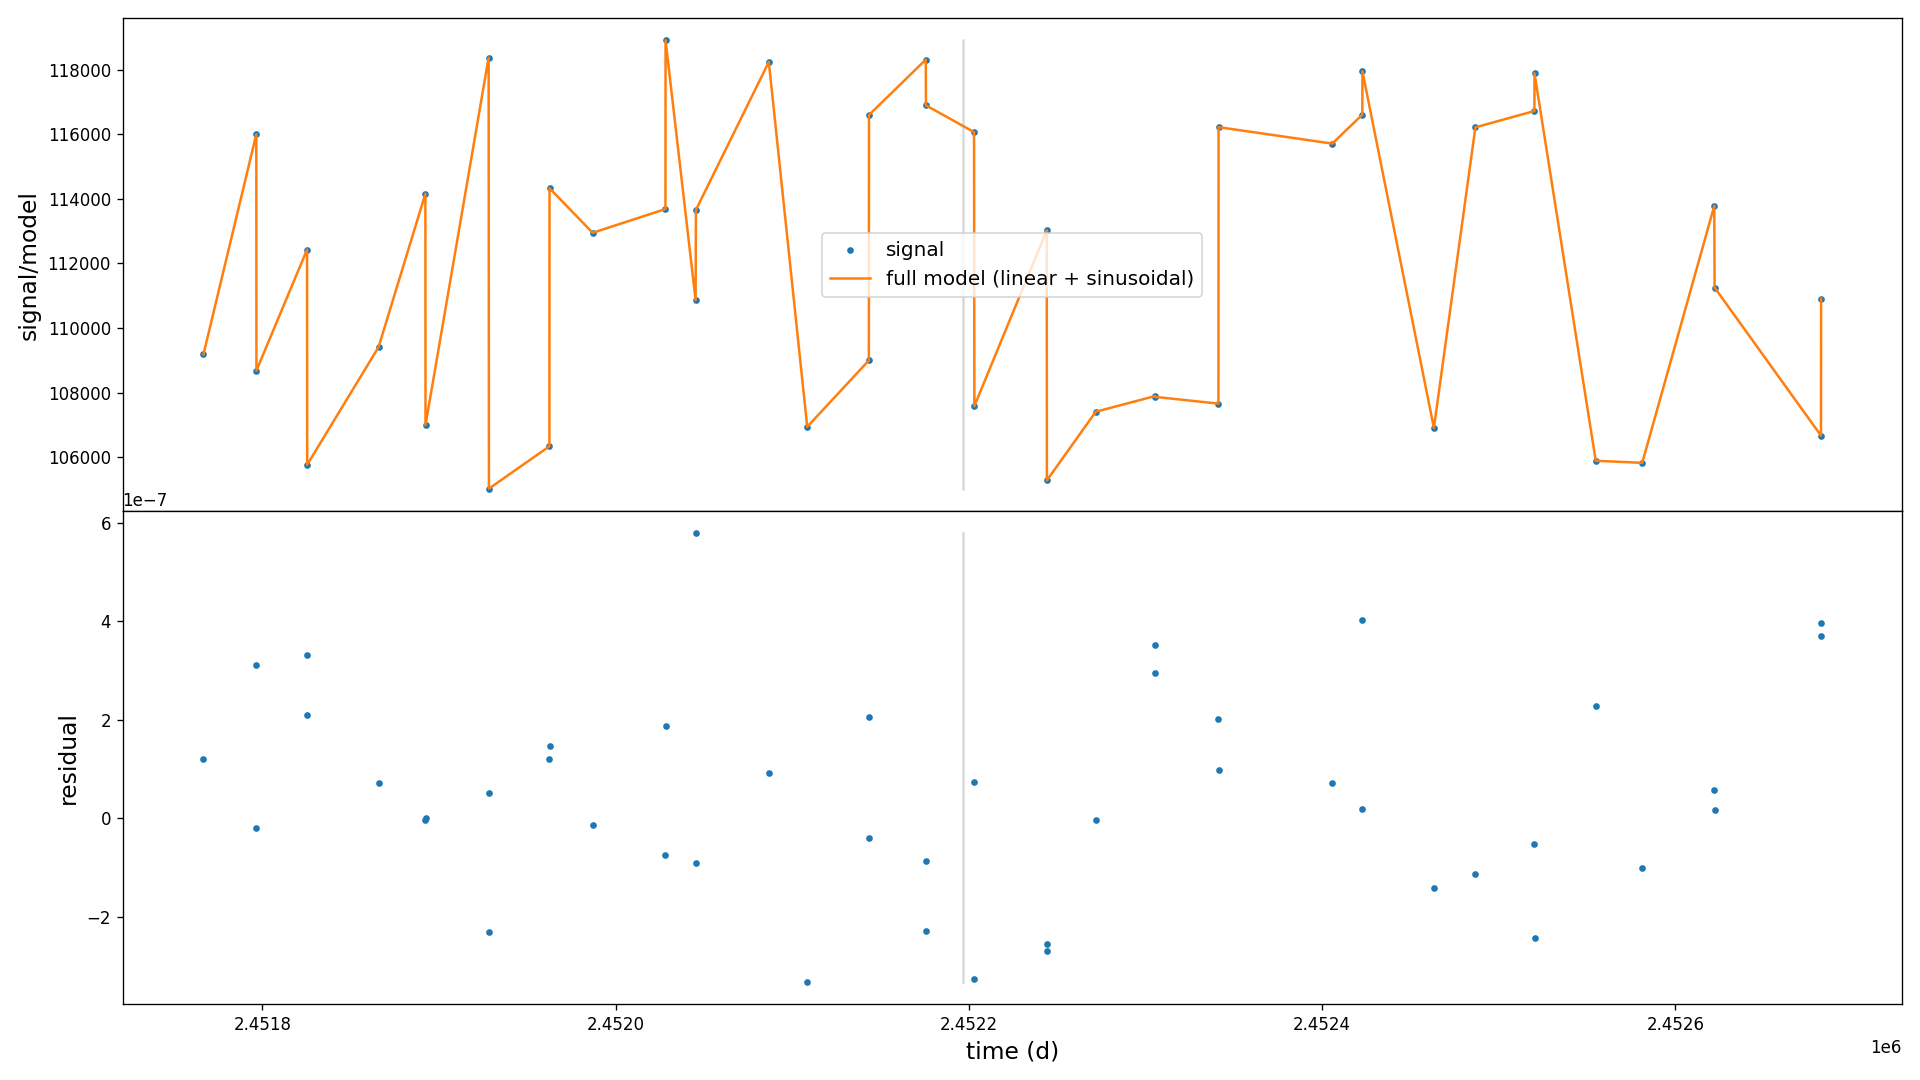 118000
116000
114000
112000
110000
108000
106000
signal/model
signal
full model (linear + sinusoidal)
1e−7
6
4
2
0
−2
residual
2.4518
2.4520
2.4522
2.4524
2.4526
time (d)
1e6